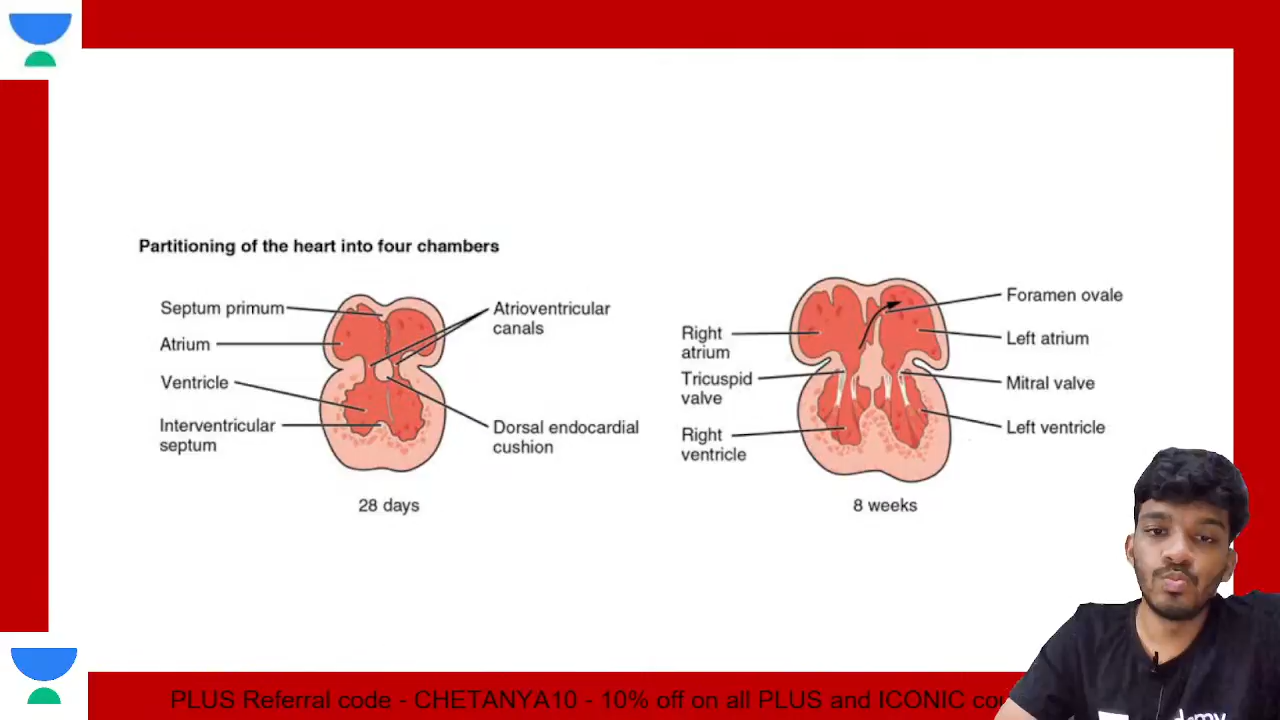 Partitioning of the heart into four chambers
Septum primum
Atrium
Ventricle
Interventricular
septum
Atrioventricular
canals
Dorsal endocardial
cushion
28 days
Right
atrium
Tricuspid
valve
Right
ventricle
Foramen ovale
Left atrium
Mitral valve
Left ventricle
8 weeks
PLUS Referral code - CHETANYA10 - 10% off on all PLUS and ICONIC